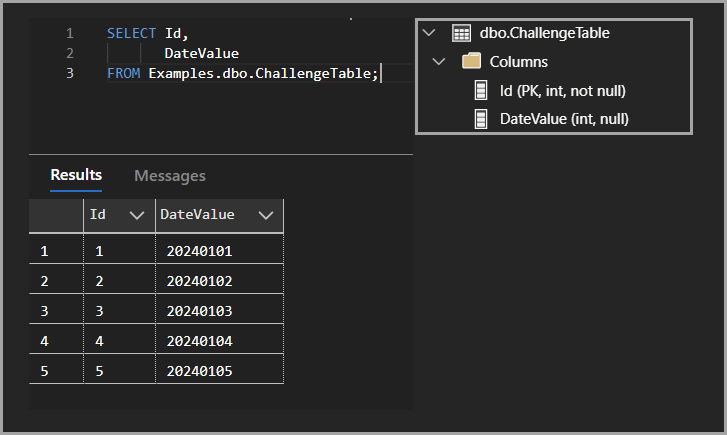 1 SELECT Id,
2 DateValue
3 FROM Examples.dbo.ChallengeTable;
dbo.ChallengeTable
Columns
Id (PK, int, not null)
DateValue (int, null)
Results Messages
Id DateValue
1 1 20240101
2 2 20240102
3 3 20240103
4 4 20240104
5 5 20240105